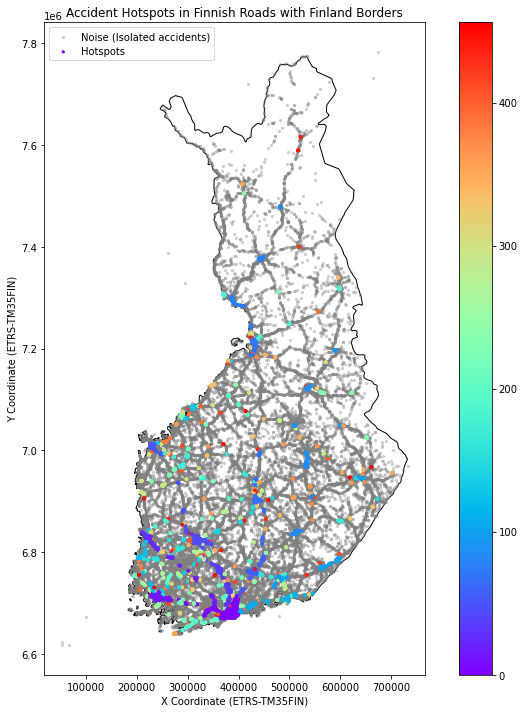 Accident Hotspots in Finnish Roads with Finland Borders
1e6
Noise (Isolated accidents)
Hotspots
7.8
7.6
7.4
7.2
7.0
6.8
6.6
Y Coordinate (ETRS-TM35FIN)
100000 200000 300000 400000 500000 600000 700000
X Coordinate (ETRS-TM35FIN)
400
300
200
100
0